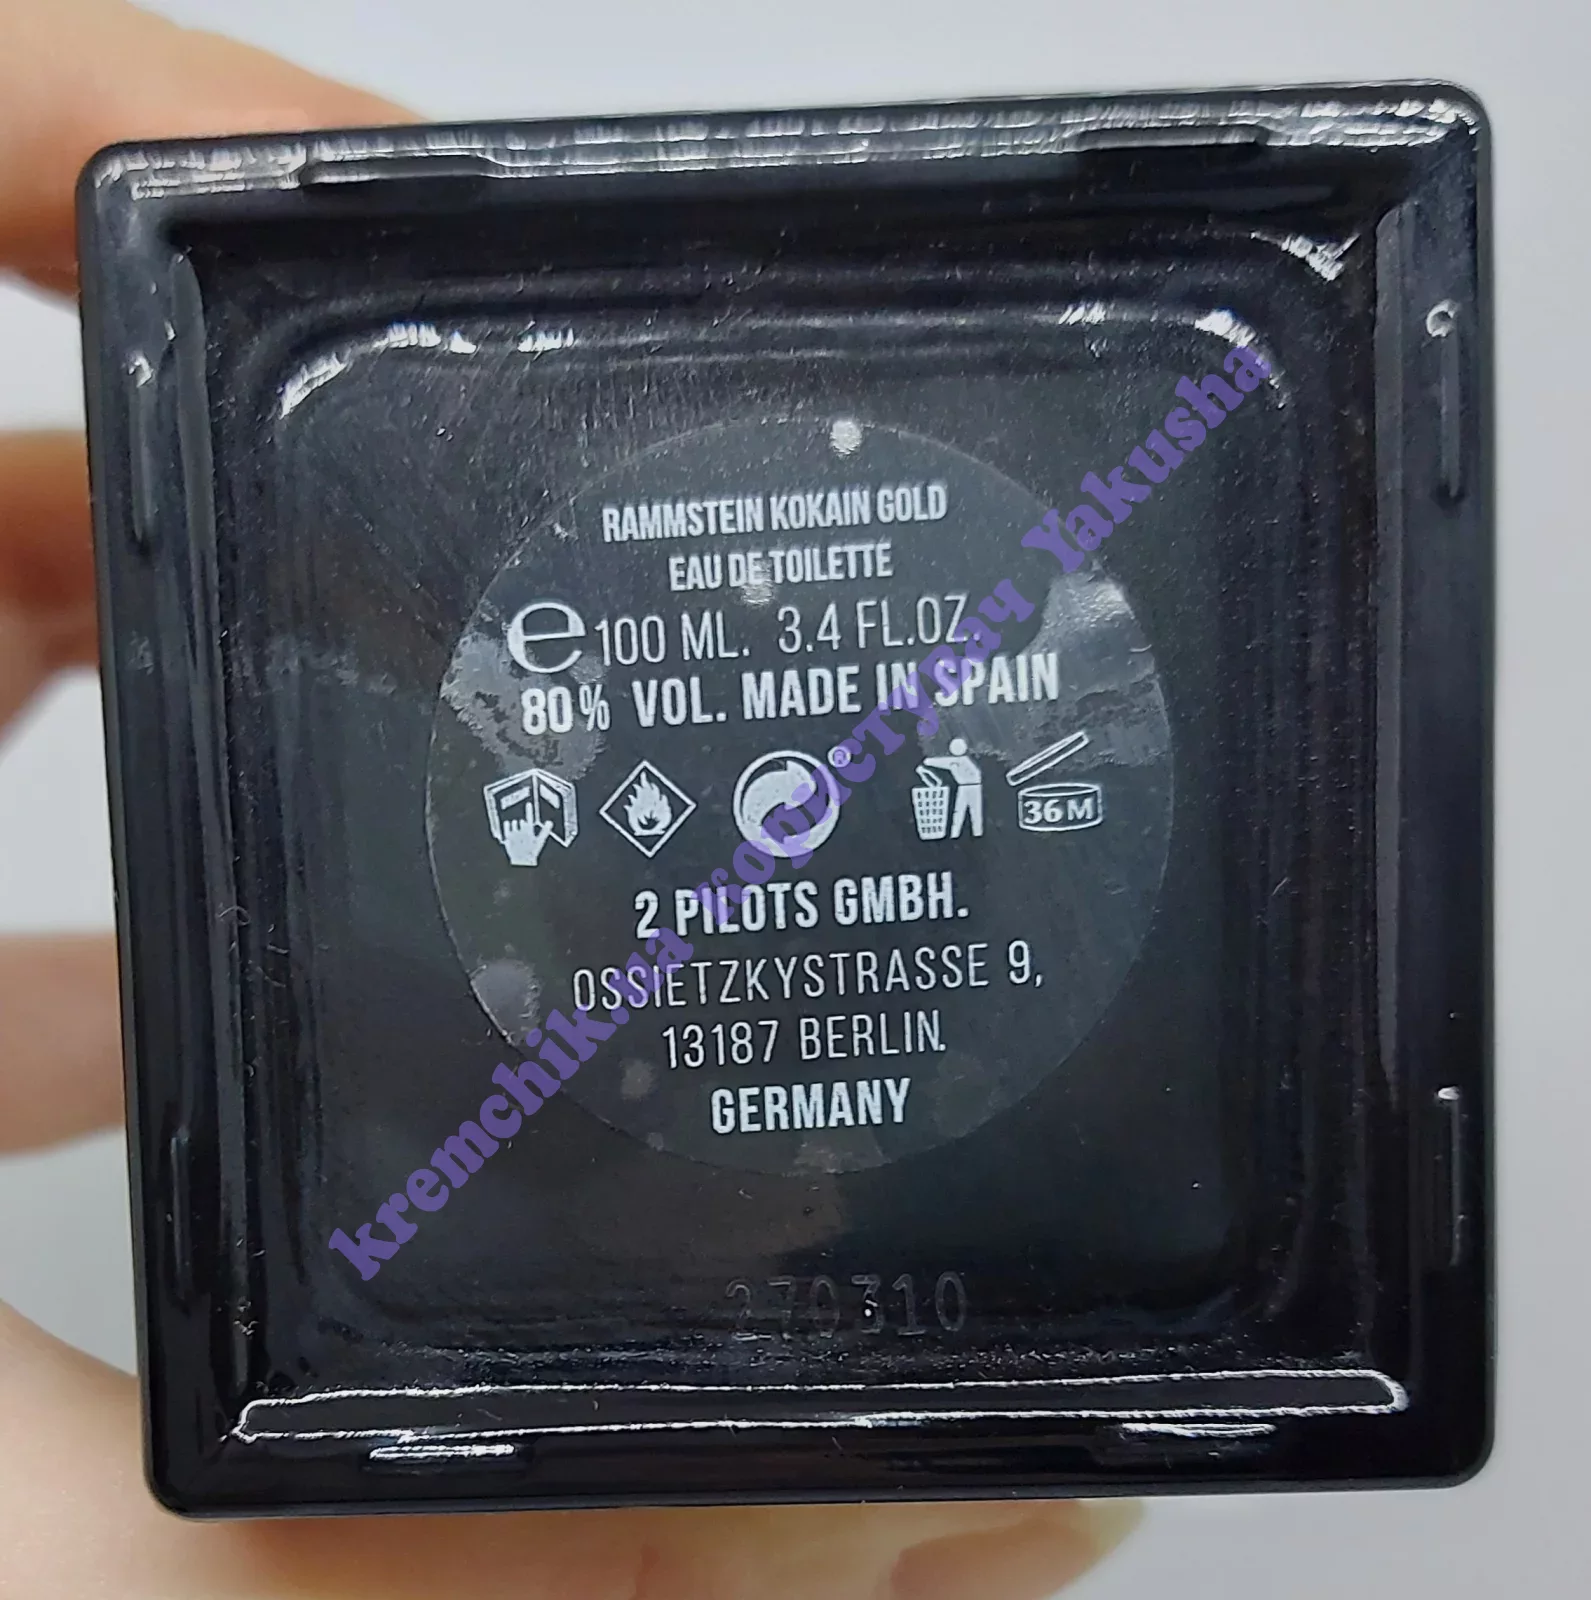 RAMMSTEIN KOKAIN GOLD
EAU DE TOILETTE
e 100 ML. 3.4 FL.OZ.
80% VOL. MADE IN SPAIN
®
36 M
2 PILOTS GMBH.
OSSIETZKYSTRASSE 9,
13187 BERLIN.
GERMANY
270310
kremchik.ua користувач Yakusha